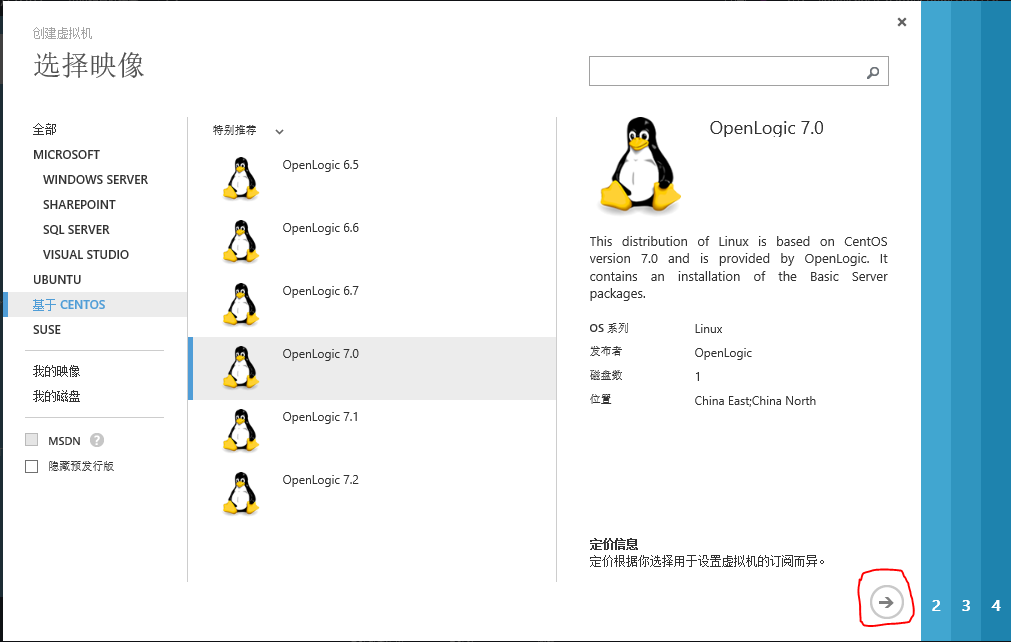 创建虚拟机
选择映像
全部
MICROSOFT
WINDOWS SERVER
SHAREPOINT
SQL SERVER
VISUAL STUDIO
UBUNTU
基于 CENTOS
SUSE
我的映像
我的磁盘
MSDN ?
隐藏预发行版
特别推荐
OpenLogic 6.5
OpenLogic 6.6
OpenLogic 6.7
OpenLogic 7.0
OpenLogic 7.1
OpenLogic 7.2
OpenLogic 7.0
This distribution of Linux is based on CentOS
version 7.0 and is provided by OpenLogic. It
contains an installation of the Basic Server
packages.
OS 系列 Linux
发布者 OpenLogic
磁盘数 1
位置 China East;China North
定价信息
定价根据你选择用于设置虚拟机的订阅而异。
2 3 4